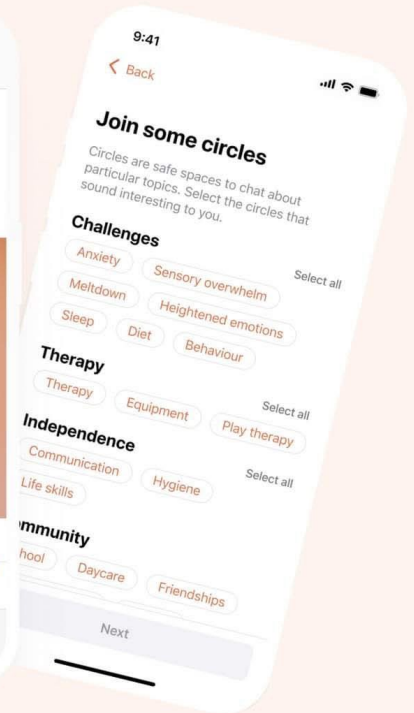 9:41
Back
Join some circles
Circles are safe spaces to chat about
particular topics. Select the circles that
sound interesting to you.
Challenges
Select all
Anxiety
Sensory overwhelm
Meltdown
Heightened emotions
Sleep
Diet
Behaviour
Therapy
Select all
Therapy
Equipment
Play therapy
Independence
Select all
Communication
Hygiene
Life skills
mmunity
hool
Daycare
Friendships
Next